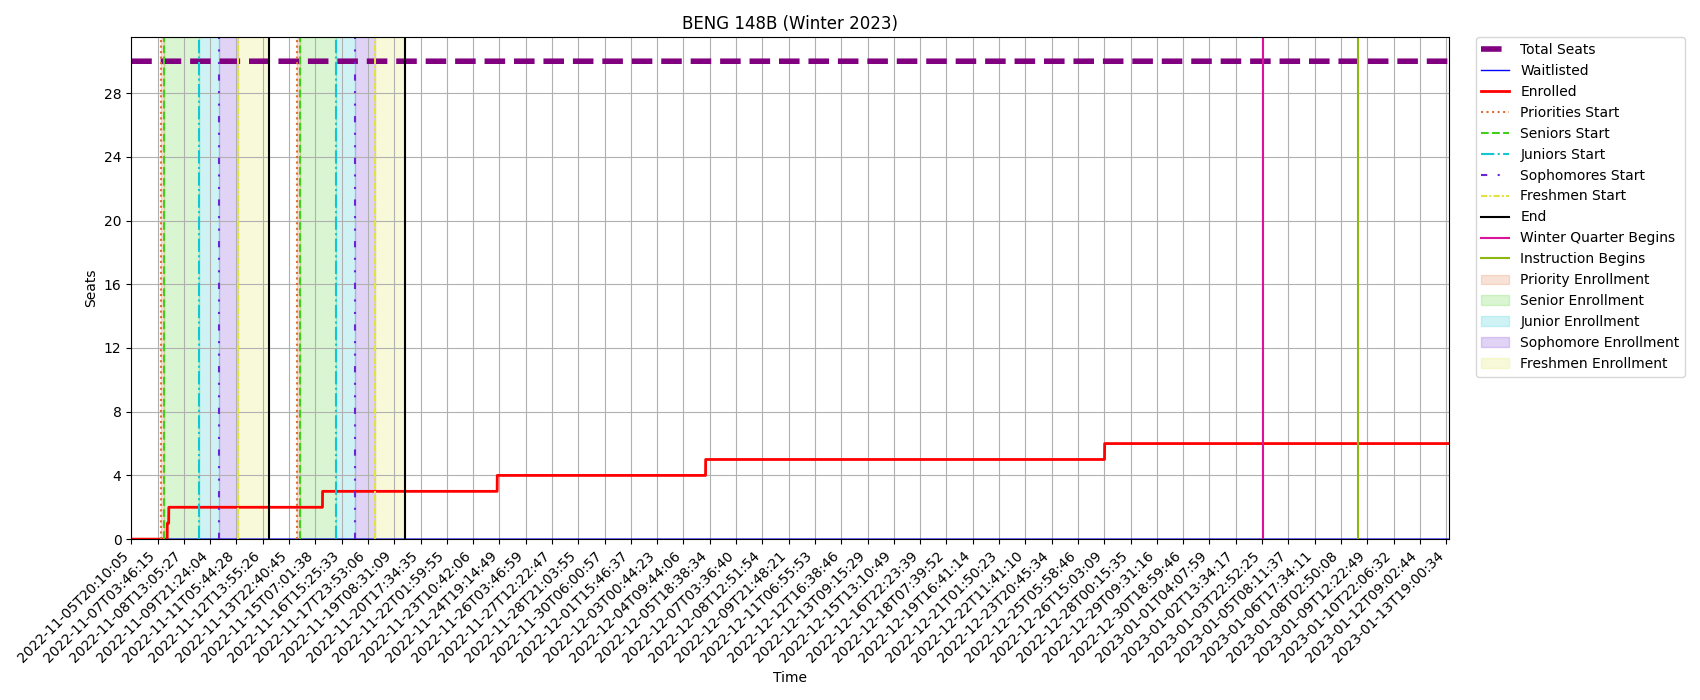 BENG 148B (Winter 2023)
Seats
28
24
20
16
12
8
4
0
2022-11-05T20:10:05
2022-11-07T03:46:15
2022-11-08T13:05:27
2022-11-09T21:24:04
2022-11-11T05:44:28
2022-11-12T13:55:26
2022-11-13T22:40:45
2022-11-15T07:01:38
2022-11-16T15:25:33
2022-11-17T23:53:06
2022-11-19T08:31:09
2022-11-20T17:34:35
2022-11-22T01:59:55
2022-11-23T10:42:06
2022-11-24T19:14:49
2022-11-26T03:46:59
2022-11-27T12:22:47
2022-11-28T21:03:55
2022-11-30T06:00:57
2022-12-01T15:46:37
2022-12-03T00:44:23
2022-12-04T09:44:06
2022-12-05T18:38:34
2022-12-07T03:36:40
2022-12-08T12:51:54
2022-12-09T21:48:21
2022-12-11T06:55:53
2022-12-12T16:38:46
2022-12-13T09:15:29
2022-12-15T13:10:49
2022-12-16T22:23:39
2022-12-18T07:39:52
2022-12-19T16:41:14
2022-12-21T01:50:23
2022-12-22T11:41:10
2022-12-23T20:45:34
2022-12-25T05:58:46
2022-12-26T15:03:09
2022-12-28T00:15:35
2022-12-29T09:31:16
2022-12-30T18:59:46
2023-01-01T04:07:59
2023-01-02T13:34:17
2023-01-03T22:52:25
2023-01-05T08:11:37
2023-01-06T17:34:11
2023-01-08T02:50:08
2023-01-09T12:22:49
2023-01-10T22:06:32
2023-01-12T09:02:44
2023-01-13T19:00:34
Time
Total Seats
Waitlisted
Enrolled
Priorities Start
Seniors Start
Juniors Start
Sophomores Start
Freshmen Start
End
Winter Quarter Begins
Instruction Begins
Priority Enrollment
Senior Enrollment
Junior Enrollment
Sophomore Enrollment
Freshmen Enrollment